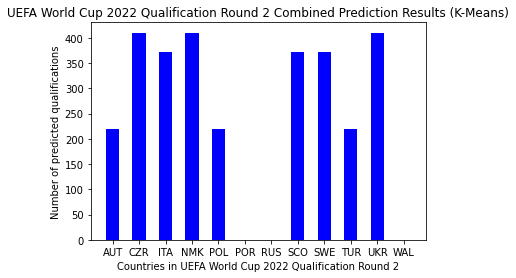 UEFA World Cup 2022 Qualification Round 2 Combined Prediction Results (K-Means)
Number of predicted qualifications
400
350
300
250
200
150
100
50
0
AUT CZR ITA NMK POL POR RUS SCO SWE TUR UKR WAL
Countries in UEFA World Cup 2022 Qualification Round 2